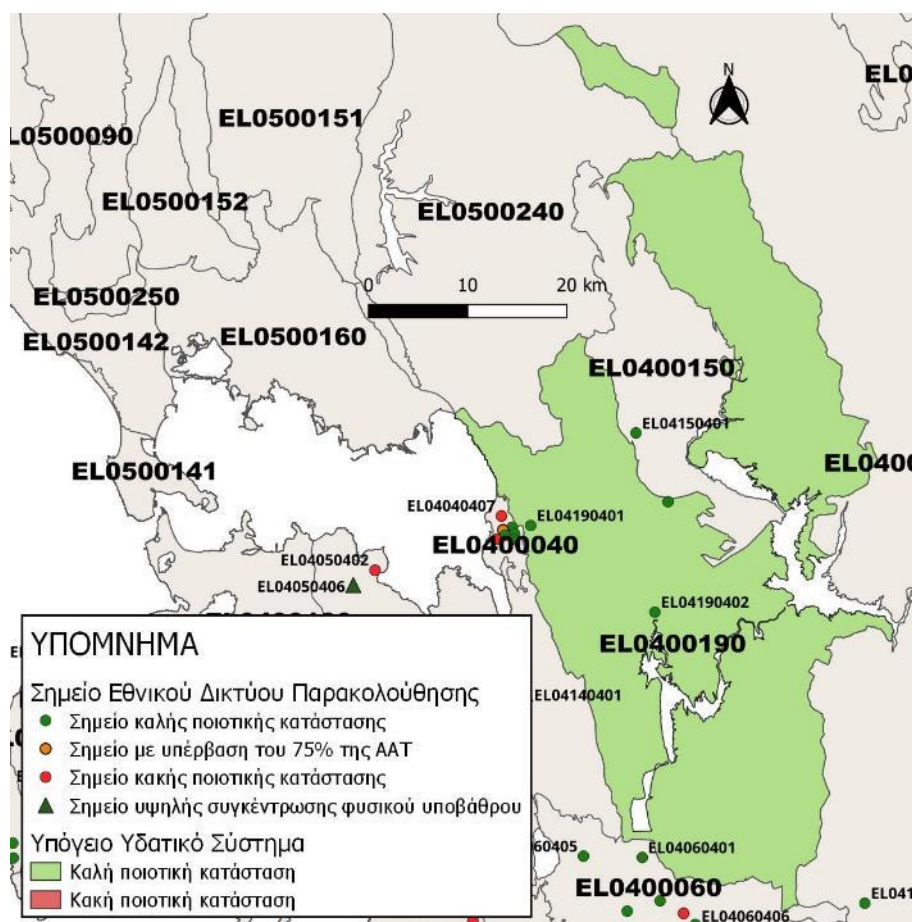 N
EL0500151
EL0500152
EL0500240
0 10 20 km
EL0500250
EL0500142
EL0500160
EL0400150
EL04150401
EL0500141
EL04040407
EL04190401
EL0400040
EL04050402
EL04050406
EL04190402
EL0400190
EL04140401
ΥΠΟΜΝΗΜΑ
Σημείο Εθνικού Δικτύου Παρακολούθησης
Σημείο καλής ποιοτικής κατάστασης
Σημείο με υπέρβαση του 75% της ΑΑΤ
Σημείο κακής ποιοτικής κατάστασης
Σημείο υψηλής συγκέντρωσης φυσικού υποβάθρου
Υπόγειο Υδατικό Σύστημα
Καλή ποιοτική κατάσταση
Κακή ποιοτική κατάσταση
EL04060401
EL0400060
EL04060406